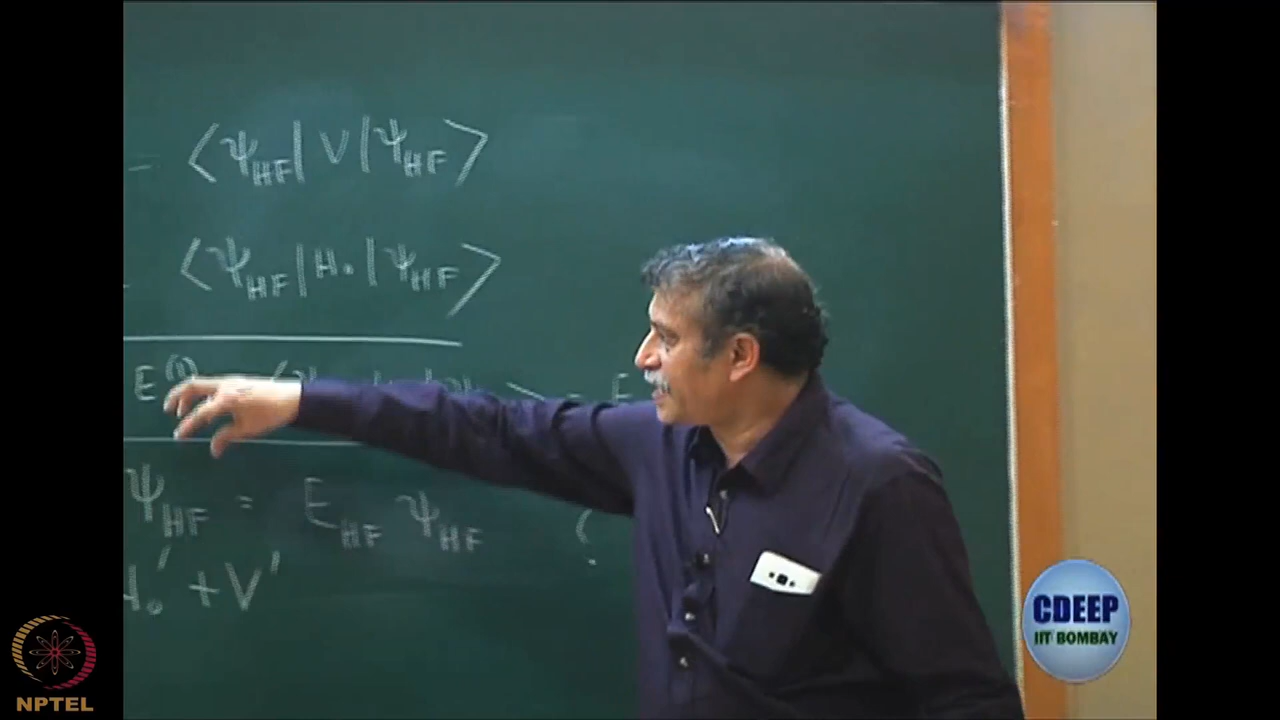 - ⟨ψ_HF| V |ψ_HF⟩
⟨ψ_HF| H₀ |ψ_HF⟩
E⁽¹⁾ = E
ψ_HF = E_HF ψ_HF ?
H₀' + V'
CDEEP
IIT BOMBAY
NPTEL